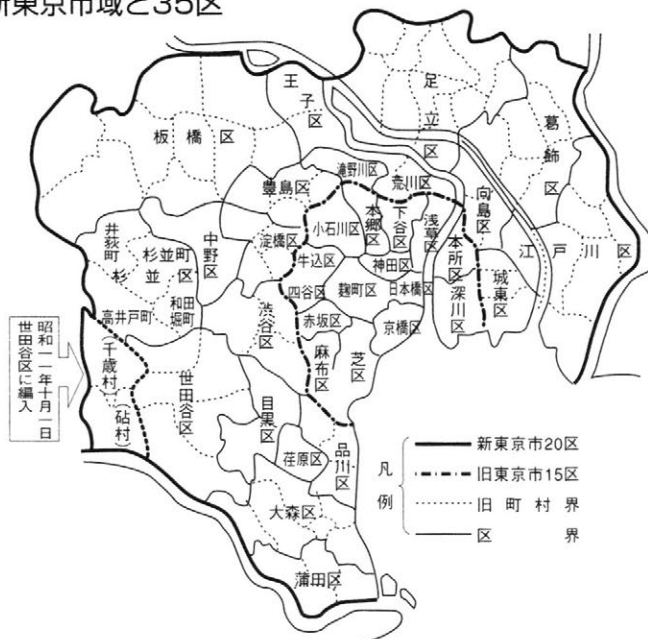 新東京市域と35区
王子区
足立区
葛飾区
板橋区
滝野川区
荒川区
豊島区
向島区
本郷区
下谷区
浅草区
小石川区
井荻町
杉並町
杉並区
中野区
淀橋区
牛込区
神田区
本所区
江戸川区
四谷区
麹町区
日本橋区
深川区
城東区
高井戸町
和田堀町
渋谷区
赤坂区
京橋区
麻布区
芝区
昭和一一年十月一日
世田谷区に編入
(千歳村)
(砧村)
世田谷区
目黒区
荏原区
品川区
大森区
蒲田区
凡例
新東京市20区
旧東京市15区
旧町村界
区界